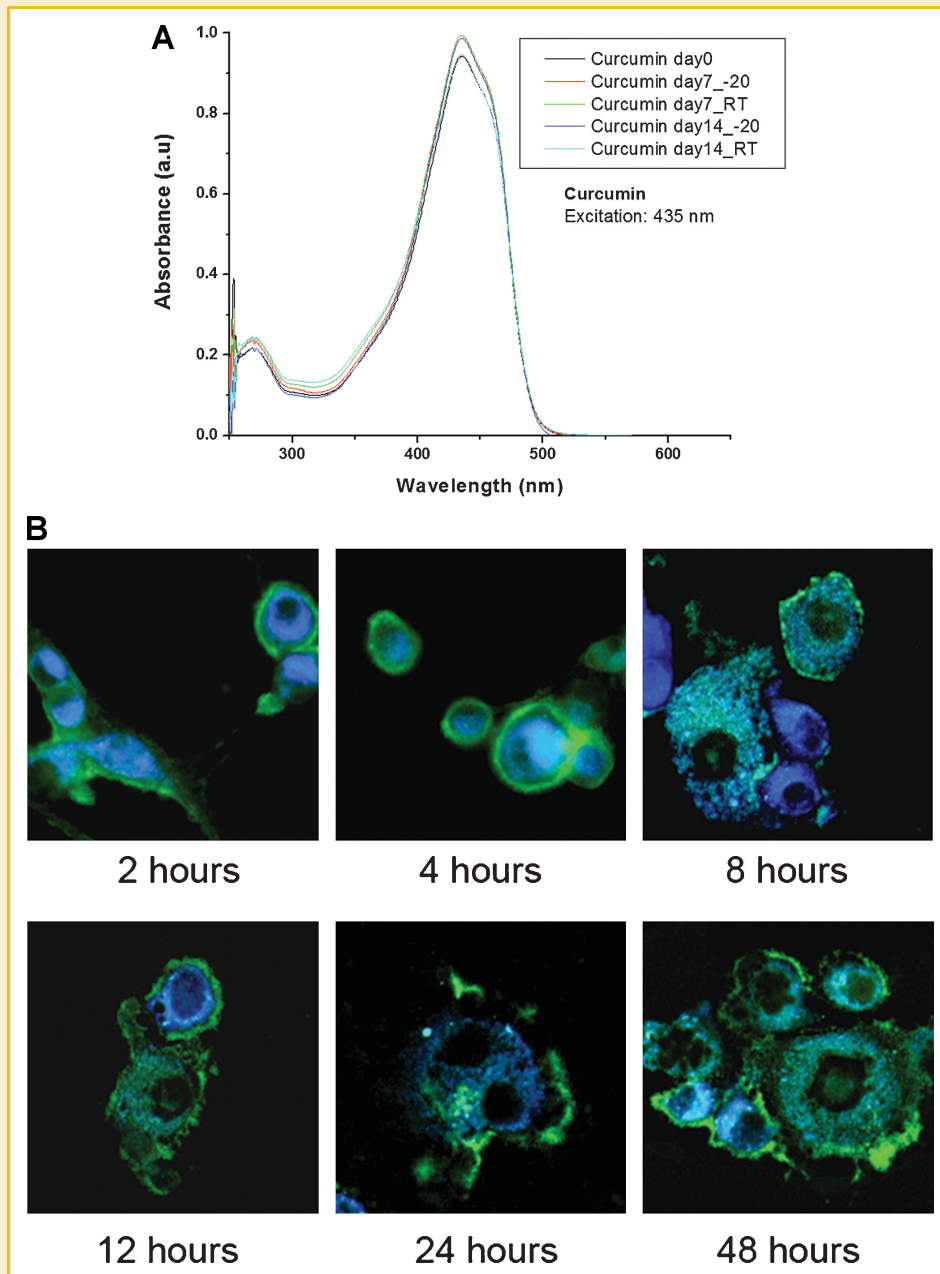 A
Absorbance (a.u)
1.0
0.8
0.6
0.4
0.2
0.0
300
400
500
600
Wavelength (nm)
Curcumin day0
Curcumin day7_-20
Curcumin day7_RT
Curcumin day14_-20
Curcumin day14_RT
Curcumin
Excitation: 435 nm
B
2 hours
4 hours
8 hours
12 hours
24 hours
48 hours